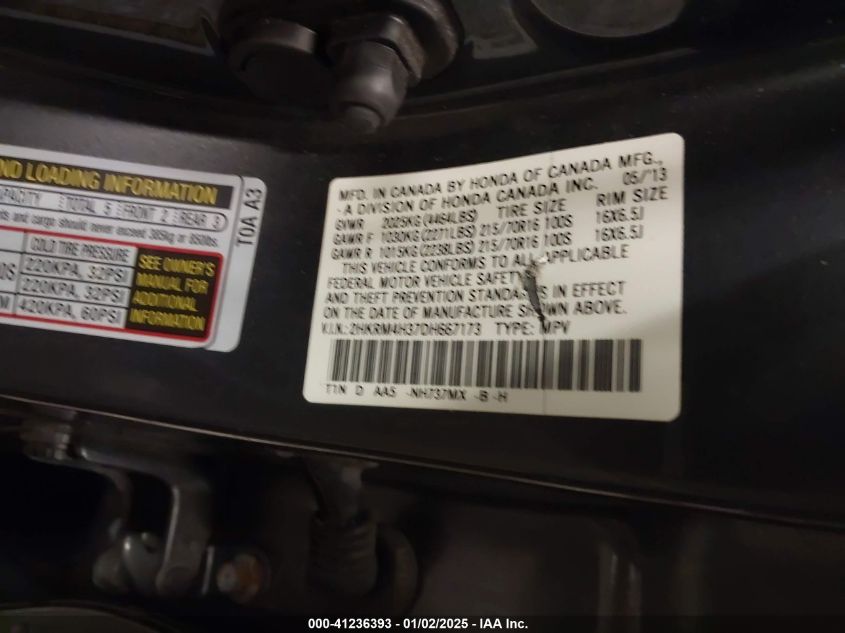 ND LOADING INFORMATION
TOTAL 5 FRONT 2 REAR 3
nts and cargo should never exceed 385kg or 850lbs.
COLD TIRE PRESSURE
220KPA, 32PSI
220KPA, 32PSI
420KPA, 60PSI
SEE OWNER'S
MANUAL FOR
ADDITIONAL
INFORMATION
T0A A3
MFD. IN CANADA BY HONDA OF CANADA MFG.,
- A DIVISION OF HONDA CANADA INC. 05/'13
GVWR 2025KG(4464LBS) TIRE SIZE RIM SIZE
GAWR F 1030KG(2271LBS) 215/70R16 100S 16X6.5J
GAWR R 1015KG(2238LBS) 215/70R16 100S 16X6.5J
THIS VEHICLE CONFORMS TO ALL APPLICABLE
FEDERAL MOTOR VEHICLE SAFETY
AND THEFT PREVENTION STANDARDS IN EFFECT
ON THE DATE OF MANUFACTURE SHOWN ABOVE.
V.I.N.: 2HKRM4H37DH667173 TYPE: MPV
T1N D AA5 -NH737MX -B -H
000-41236393 - 01/02/2025 - IAA Inc.